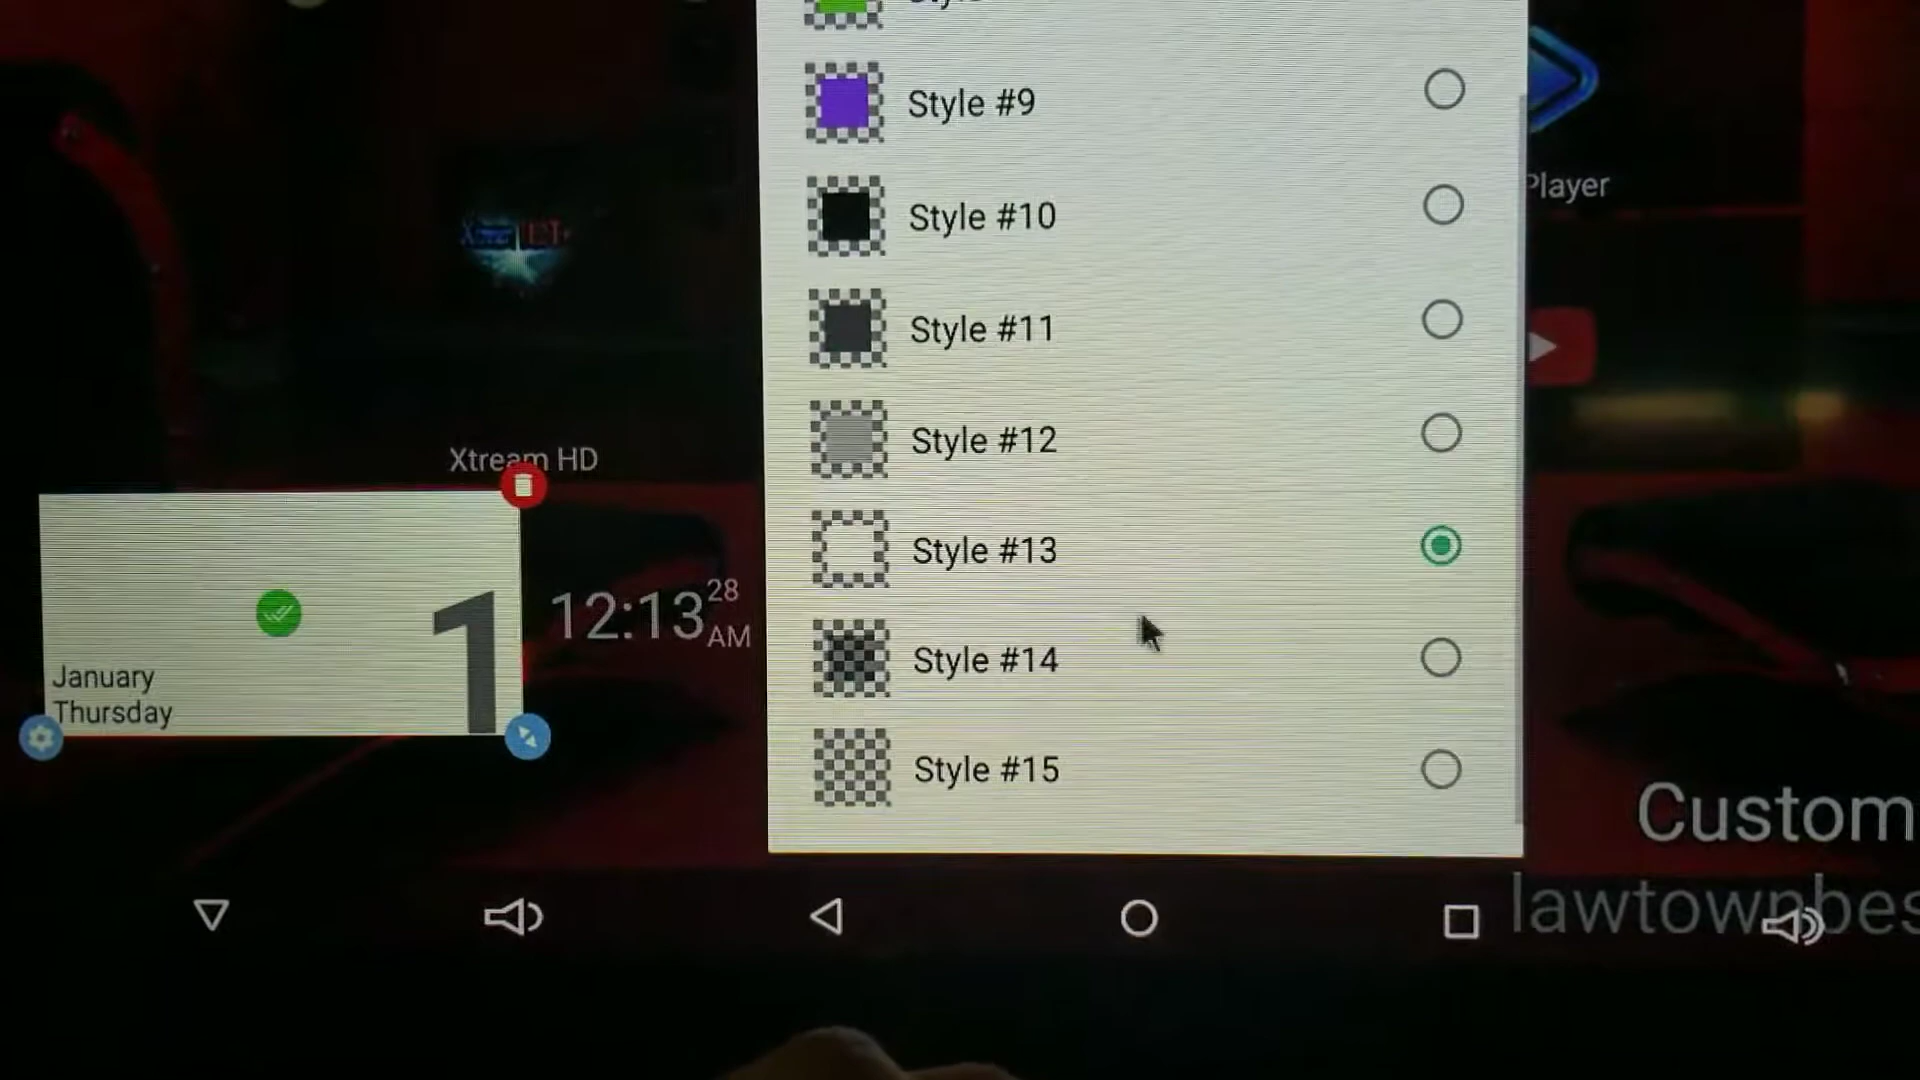 Style #9
Style #10
Style #11
Style #12
Style #13
Style #14
Style #15
Player
Xtream HD
January
Thursday
1
12:13 28 AM
Custom
lawtownbes